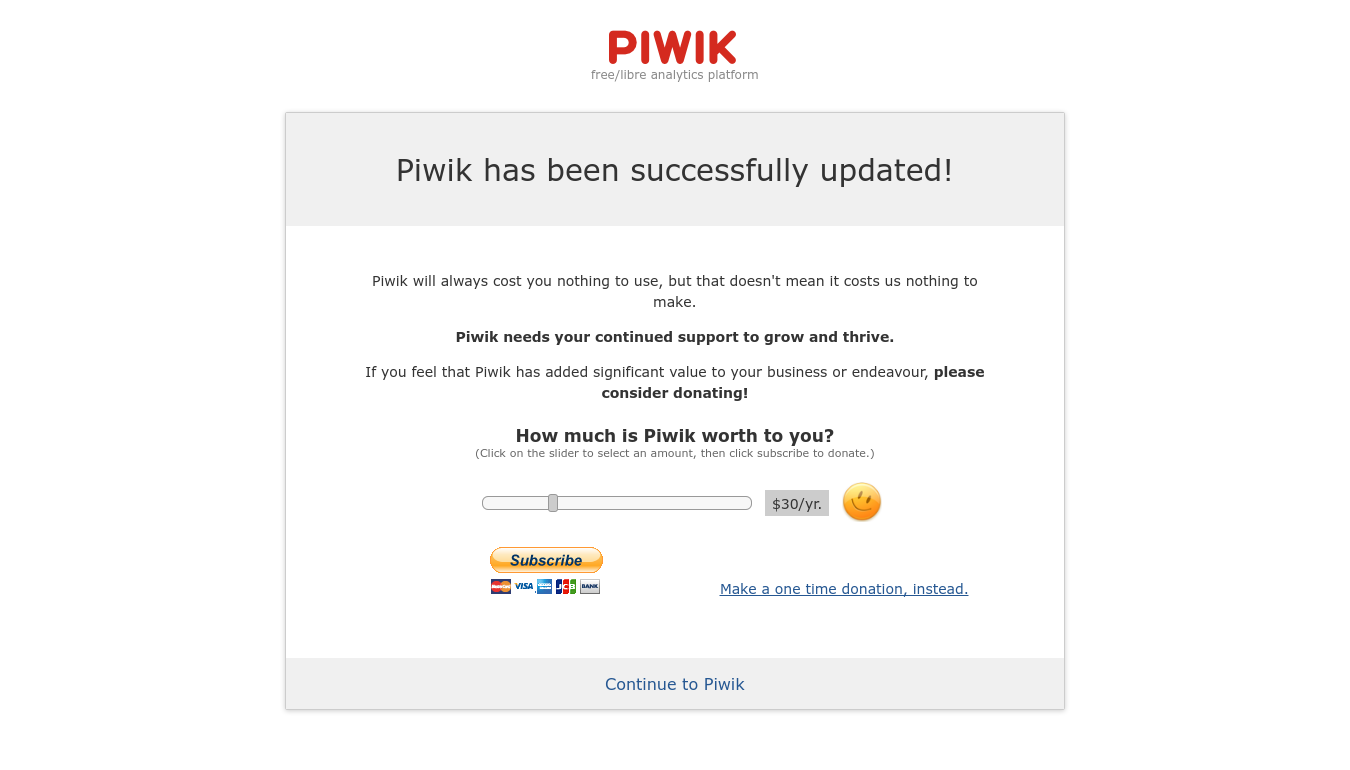 PIWIK
free/libre analytics platform
Piwik has been successfully updated!
Piwik will always cost you nothing to use, but that doesn't mean it costs us nothing to
make.
Piwik needs your continued support to grow and thrive.
If you feel that Piwik has added significant value to your business or endeavour, please
consider donating!
How much is Piwik worth to you?
(Click on the slider to select an amount, then click subscribe to donate.)
$30/yr.
Subscribe
VISA JCB BANK
Make a one time donation, instead.
Continue to Piwik